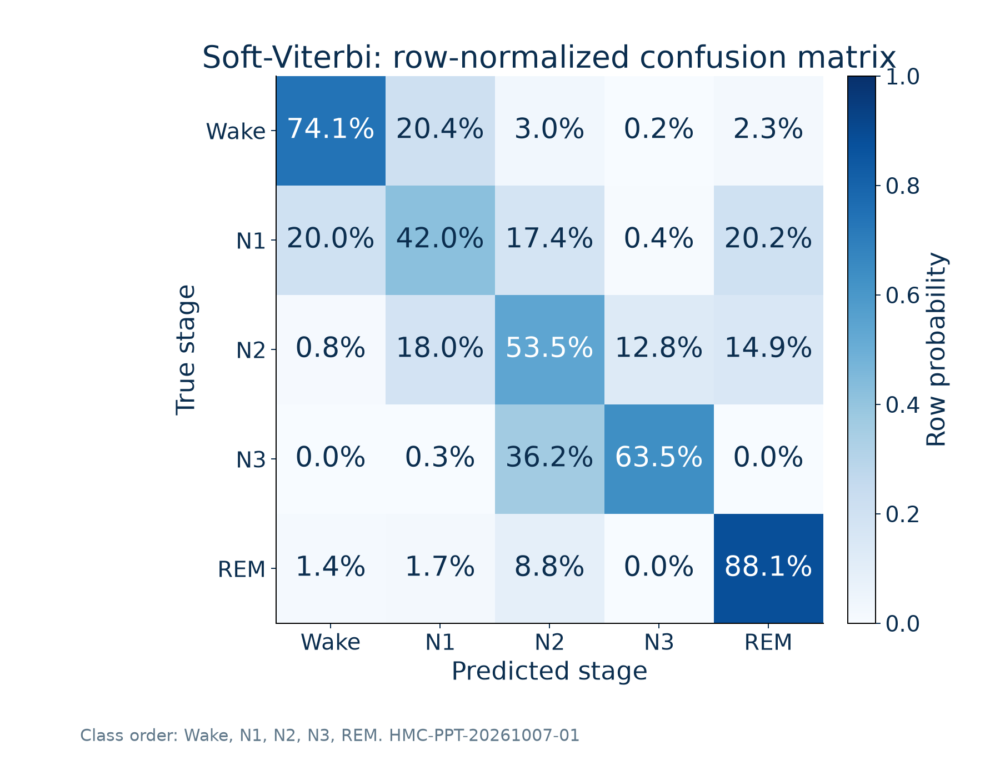 Soft-Viterbi: row-normalized confusion matrix
1.0
Wake 74.1% 20.4% 3.0% 0.2% 2.3%
0.8
N1 20.0% 42.0% 17.4% 0.4% 20.2%
0.6
N2 0.8% 18.0% 53.5% 12.8% 14.9%
0.4
N3 0.0% 0.3% 36.2% 63.5% 0.0%
0.2
REM 1.4% 1.7% 8.8% 0.0% 88.1%
0.0
True stage
Row probability
Wake N1 N2 N3 REM
Predicted stage
Class order: Wake, N1, N2, N3, REM. HMC-PPT-20261007-01